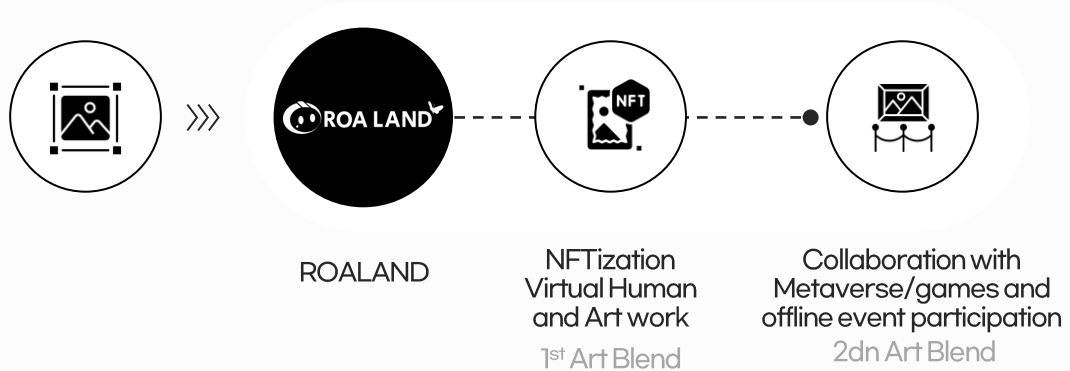 ROA LAND
NFT
ROALAND
NFTization
Virtual Human
and Art work
1st Art Blend
Collaboration with
Metaverse/games and
offline event participation
2dn Art Blend